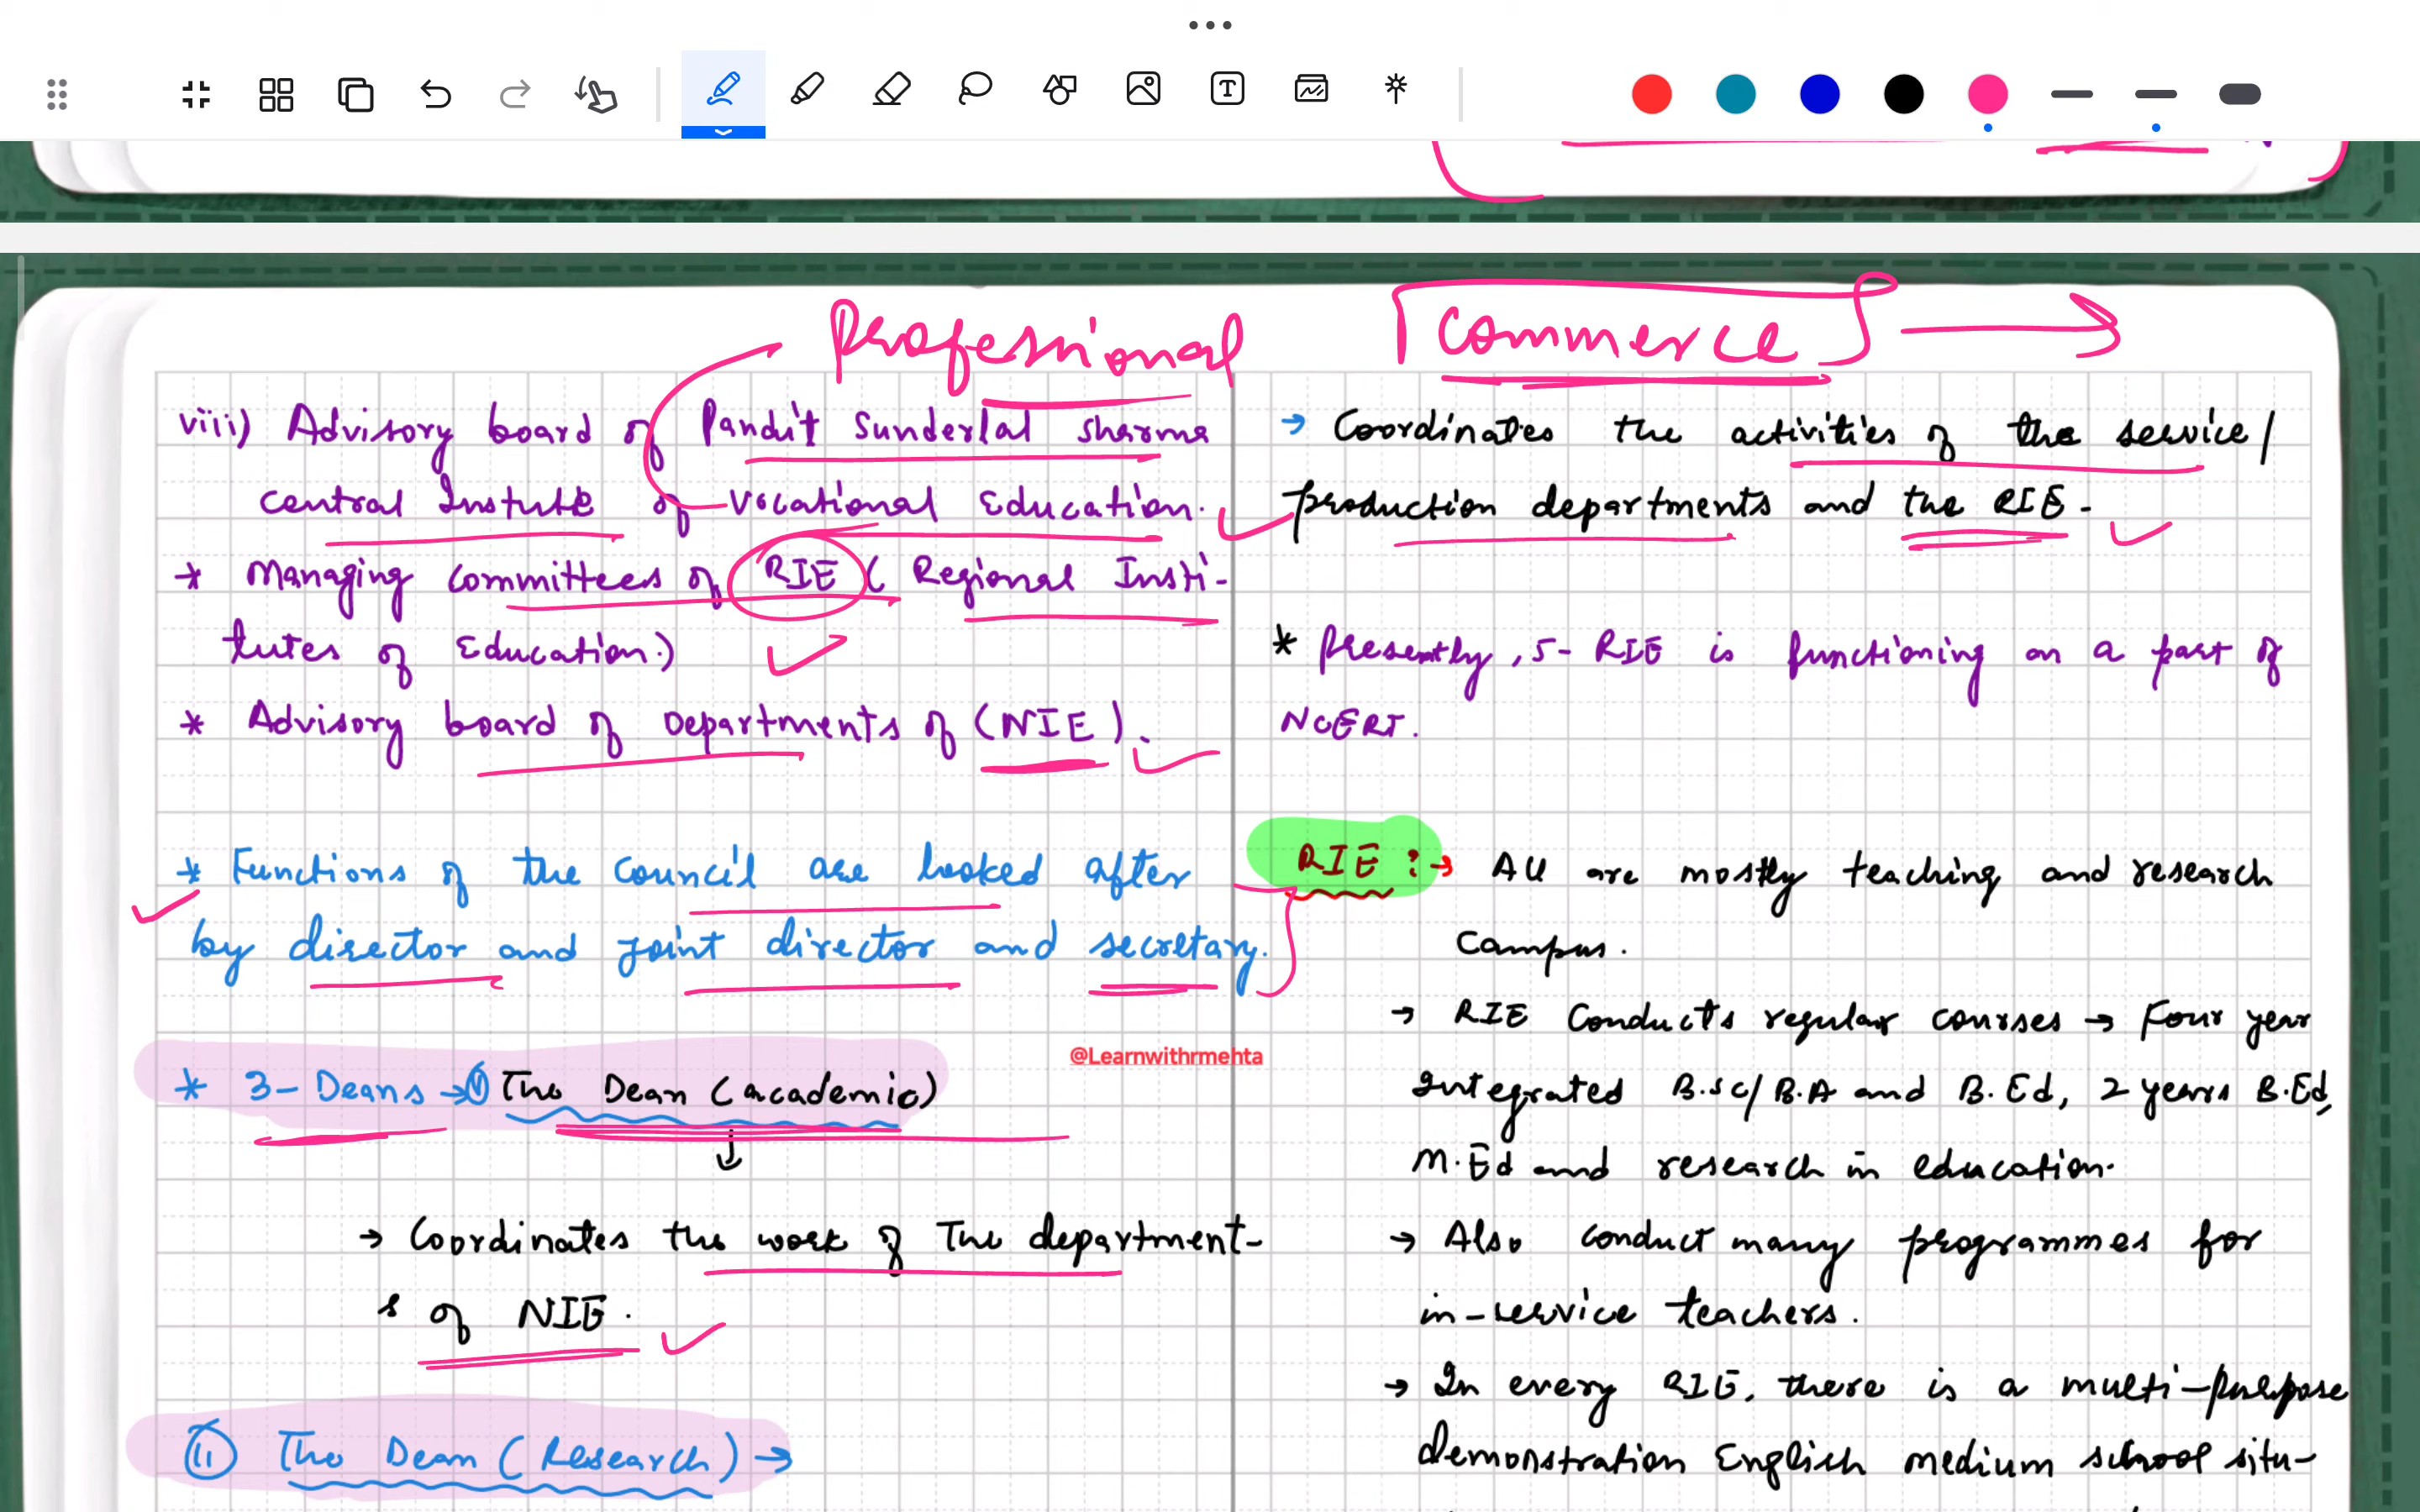 Professional
Commerce
viii) Advisory board of Pandit Sunderlal Sharma
Central Instute of Vocational Education.
* Managing Committees of RIE (Regional Insti-
tutes of Education.)
* Advisory board of Departments of (NIE).
* Functions of the Council are looked after
by director and joint director and secretary.
* 3- Deans → (i) The Dean (academic)
→ Coordinates the work of The department-
s of NIE.
(ii) The Dean (Research) →
@Learnwithrmehta
→ Coordinates the activities of the service/
production departments and the RIE-
* Presently, 5- RIE is functioning as a part of
NCERT.
RIE :→ All are mostly teaching and research
Campus.
→ RIE Conducts regular courses → Four year
Integrated B.Sc/B.A and B.Ed, 2 years B.Ed,
M.Ed and research in education.
→ Also conduct many programmes for
in-service teachers.
→ In every RIE, there is a multi-purpose
demonstration English medium school situ-